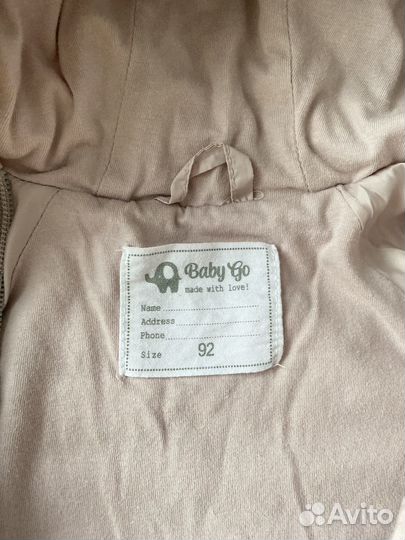 Baby Go
made with love!
Name
Address
Phone
Size 92
Avito